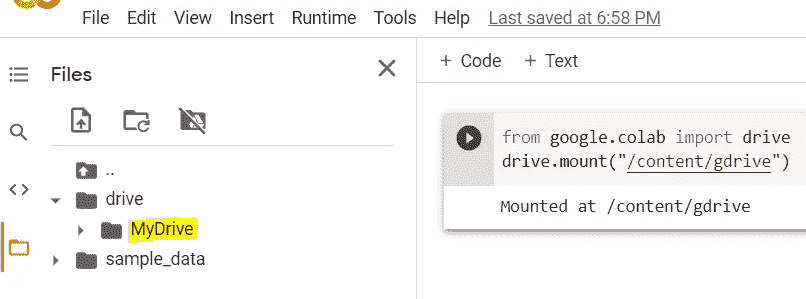 File Edit View Insert Runtime Tools Help Last saved at 6:58 PM
Files
+ Code + Text
..
drive
MyDrive
sample_data
from google.colab import drive
drive.mount("/content/gdrive")
Mounted at /content/gdrive